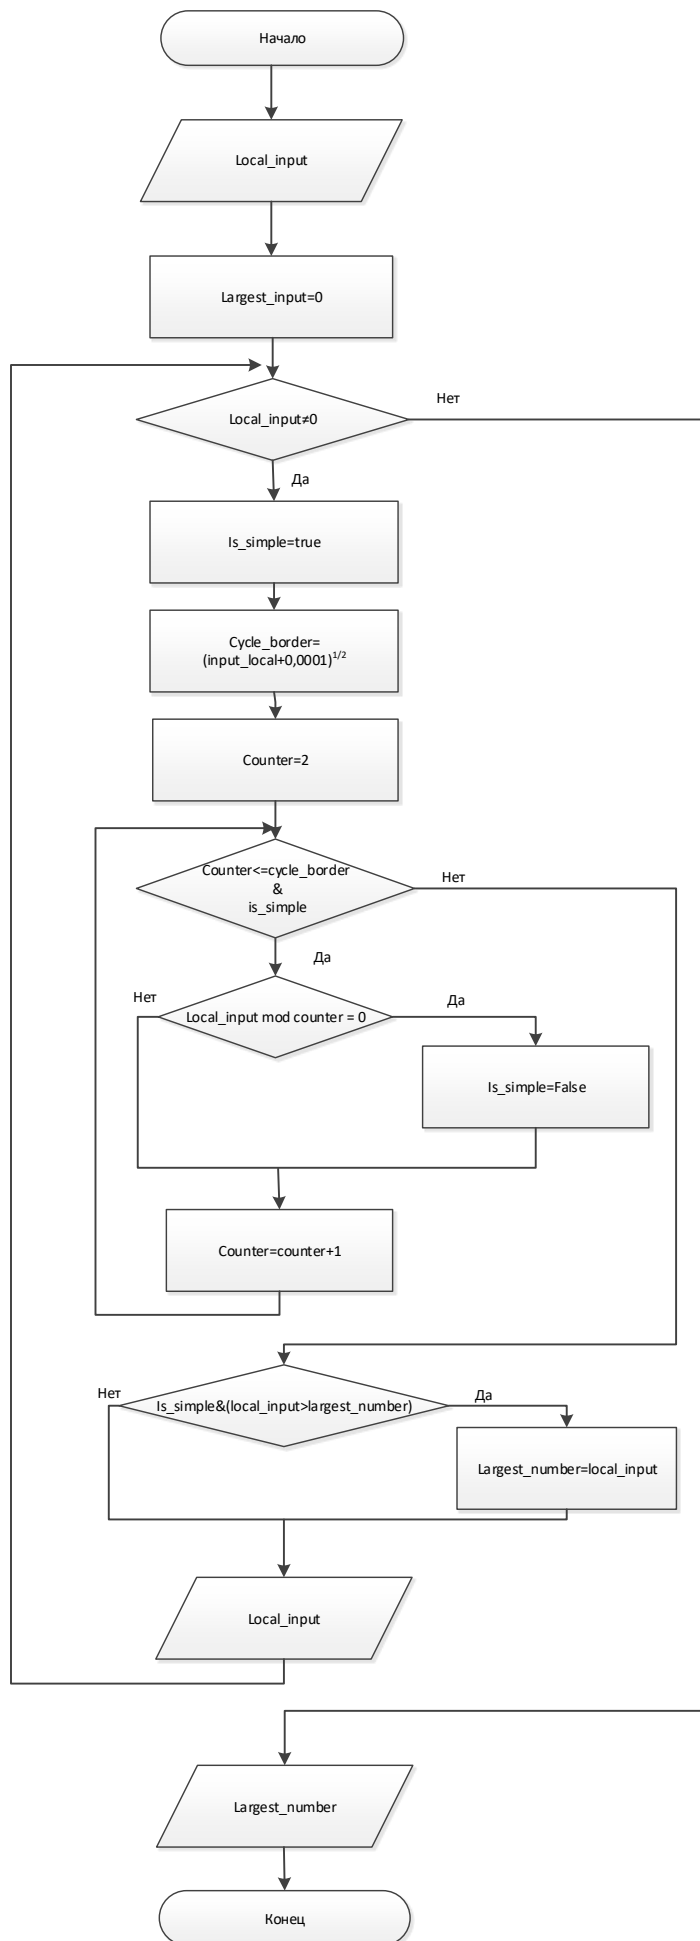 Начало
Local_input
Largest_input=0
Local_input≠0
Нет
Да
Is_simple=true
Cycle_border=
(input_local+0,0001)^1/2
Counter=2
Counter<=cycle_border
&
is_simple
Нет
Да
Нет
Local_input mod counter = 0
Да
Is_simple=False
Counter=counter+1
Нет
Is_simple&(local_input>largest_number)
Да
Largest_number=local_input
Local_input
Largest_number
Конец